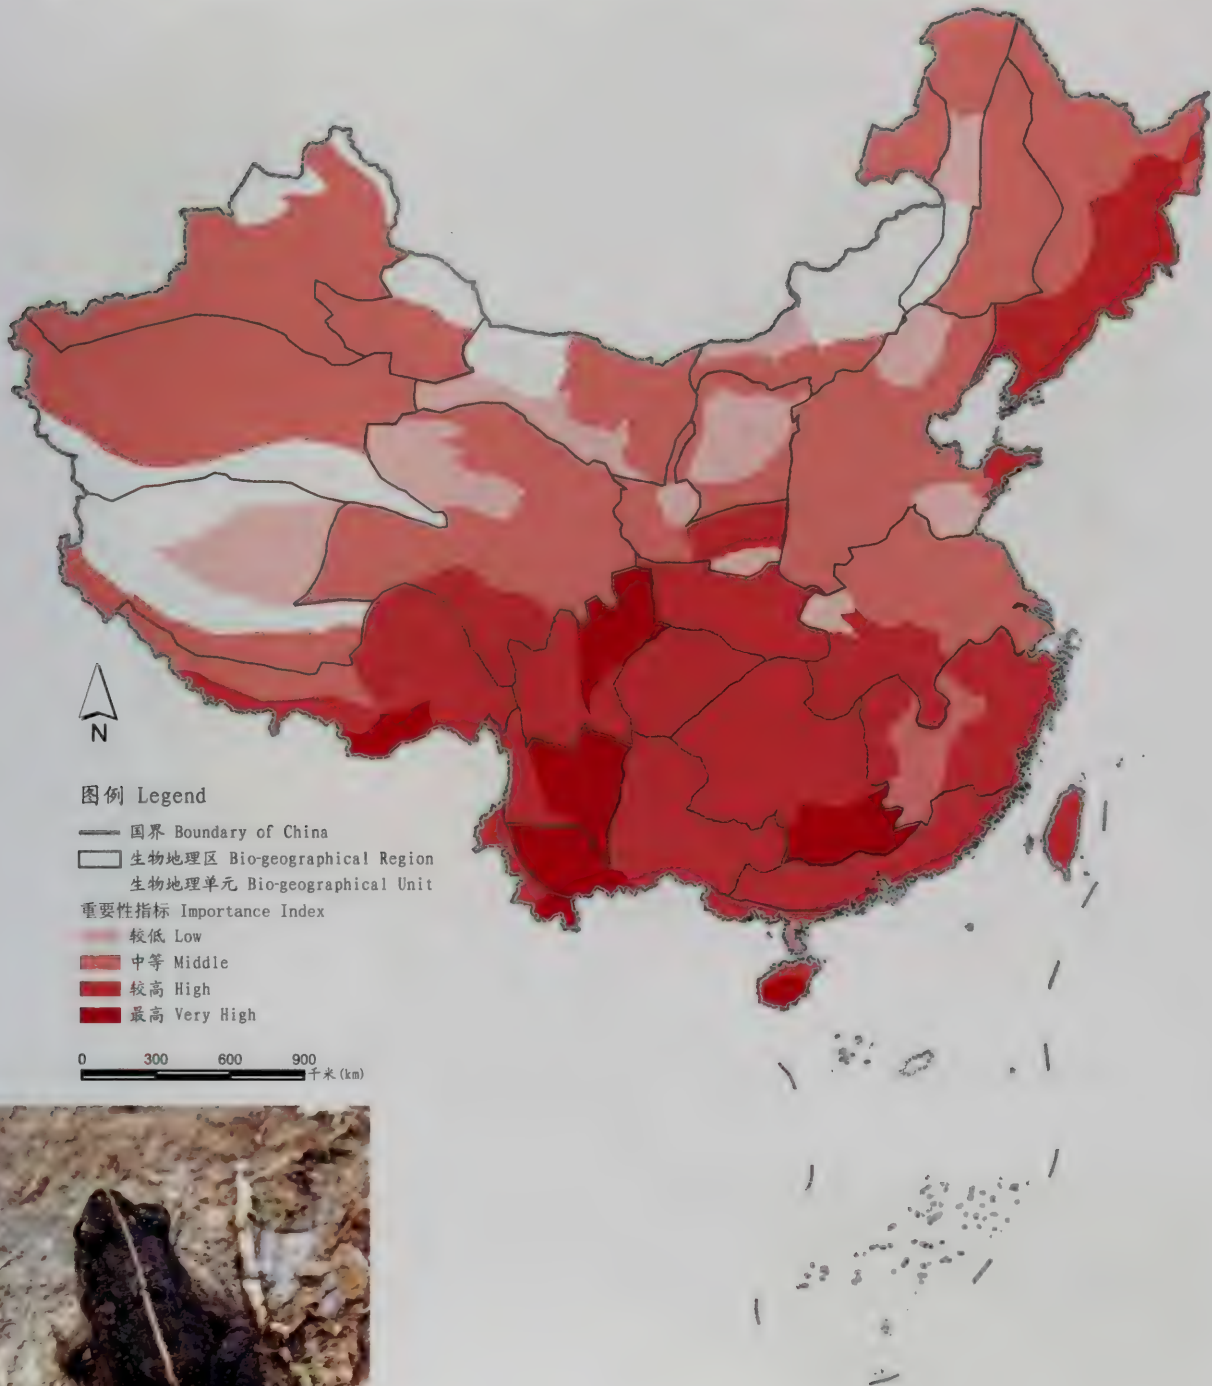 N
图例 Legend
国界 Boundary of China
生物地理区 Bio-geographical Region
生物地理单元 Bio-geographical Unit
重要性指标 Importance Index
较低 Low
中等 Middle
较高 High
最高 Very High
0 300 600 900
千米(km)